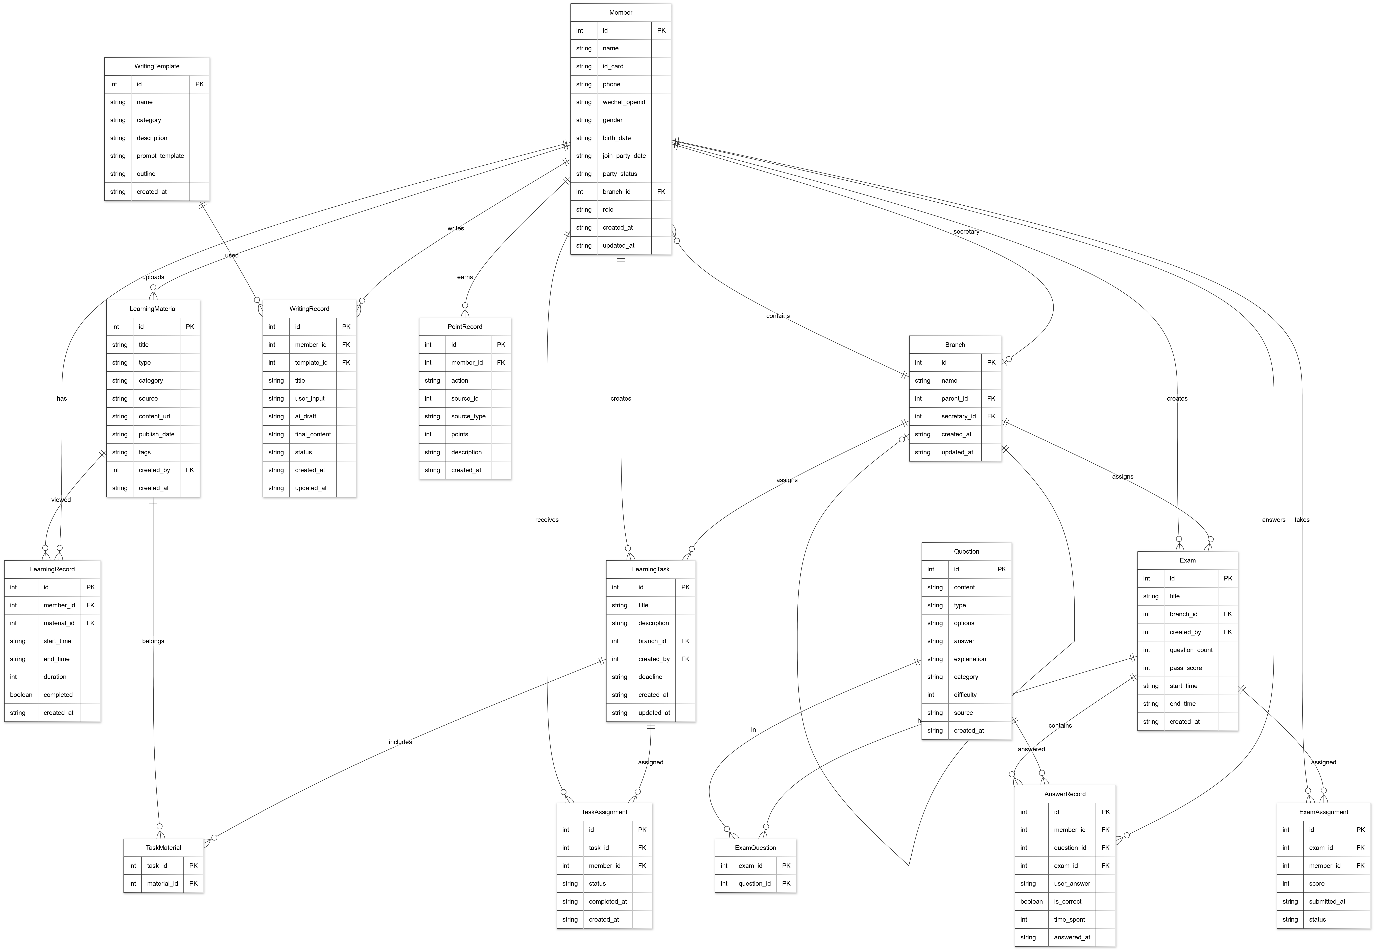 Member
int id PK
string name
string id_card
string phone
string wechat_openid
string gender
string birth_date
string join_party_date
string party_status
int branch_id FK
string role
string created_at
string updated_at
WritingTemplate
int id PK
string name
string category
string description
string prompt_template
string outline
string created_at
writes
secretary
used
uploads
earns
contains
LearningMaterial
int id PK
string title
string type
string category
string source
string content_url
string publish_date
string tags
int created_by FK
string created_at
WritingRecord
int id PK
int member_id FK
int template_id FK
string title
string user_input
string ai_draft
string final_content
string status
string created_at
string updated_at
PointRecord
int id PK
int member_id FK
string action
int source_id
string source_type
int points
string description
string created_at
Branch
int id PK
string name
int parent_id FK
int secretary_id FK
string created_at
string updated_at
has
creates
creates
viewed
assigns
assigns
receives
answers
takes
LearningRecord
int id PK
int member_id FK
int material_id FK
string start_time
string end_time
int duration
boolean completed
string created_at
LearningTask
int id PK
string title
string description
int branch_id FK
int created_by FK
string deadline
string created_at
string updated_at
Question
int id PK
string content
string type
string options
string answer
string explanation
string category
int difficulty
string source
string created_at
Exam
int id PK
string title
int branch_id FK
int created_by FK
int question_count
int pass_score
string start_time
string end_time
string created_at
belongs
includes
in
contains
answered
assigned
assigned
TaskMaterial
int task_id PK
int material_id PK
TaskAssignment
int id PK
int task_id FK
int member_id FK
string status
string completed_at
string created_at
ExamQuestion
int exam_id PK
int question_id PK
AnswerRecord
int id PK
int member_id FK
int question_id FK
int exam_id FK
string user_answer
boolean is_correct
int time_spent
string answered_at
ExamAssignment
int id PK
int exam_id FK
int member_id FK
int score
string submitted_at
string status